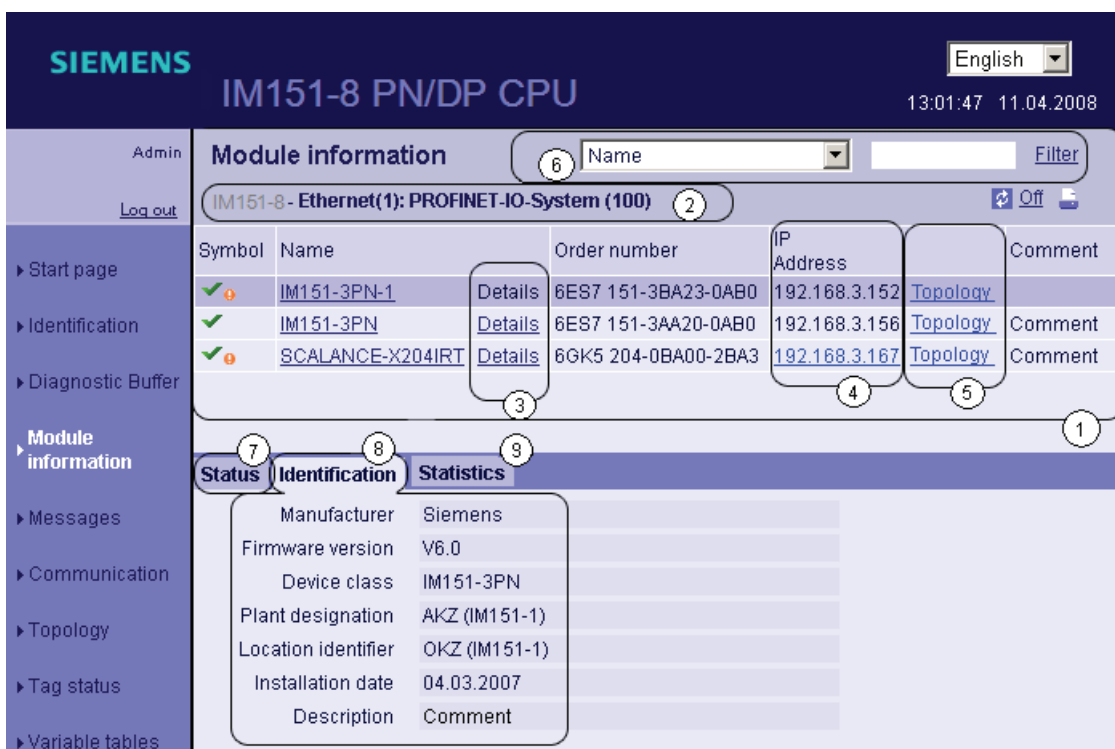 SIEMENS
English
IM151-8 PN/DP CPU
13:01:47 11.04.2008
Admin
Module information
6
Name
Filter
Log out
IM151-8 - Ethernet(1): PROFINET-IO-System (100)
2
Off
Symbol Name Order number IP Address Comment
IM151-3PN-1 Details 6ES7 151-3BA23-0AB0 192.168.3.152 Topology
IM151-3PN Details 6ES7 151-3AA20-0AB0 192.168.3.156 Topology Comment
SCALANCE-X204IRT Details 6GK5 204-0BA00-2BA3 192.168.3.167 Topology Comment
3
4
5
1
7
8
9
Status Identification Statistics
Manufacturer Siemens
Firmware version V6.0
Device class IM151-3PN
Plant designation AKZ (IM151-1)
Location identifier OKZ (IM151-1)
Installation date 04.03.2007
Description Comment
Start page
Identification
Diagnostic Buffer
Module
information
Messages
Communication
Topology
Tag status
Variable tables